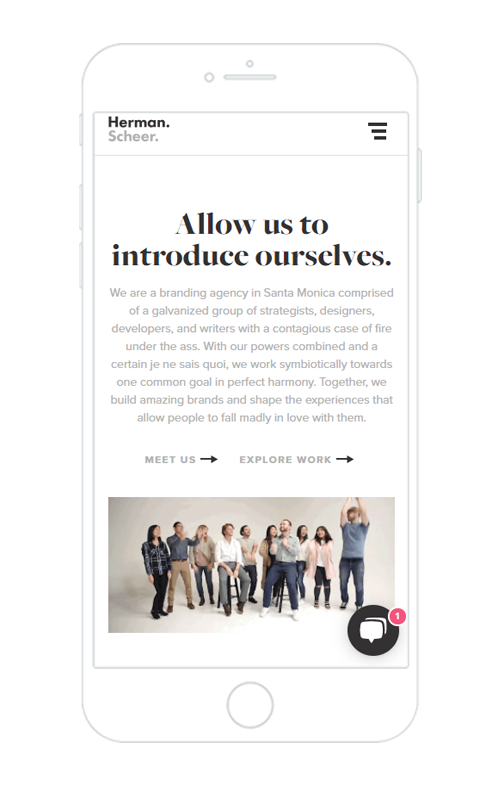 Herman.
Scheer.
Allow us to
introduce ourselves.
We are a branding agency in Santa Monica comprised
of a galvanized group of strategists, designers,
developers, and writers with a contagious case of fire
under the ass. With our powers combined and a
certain je ne sais quoi, we work symbiotically towards
one common goal in perfect harmony. Together, we
build amazing brands and shape the experiences that
allow people to fall madly in love with them.
MEET US EXPLORE WORK
1